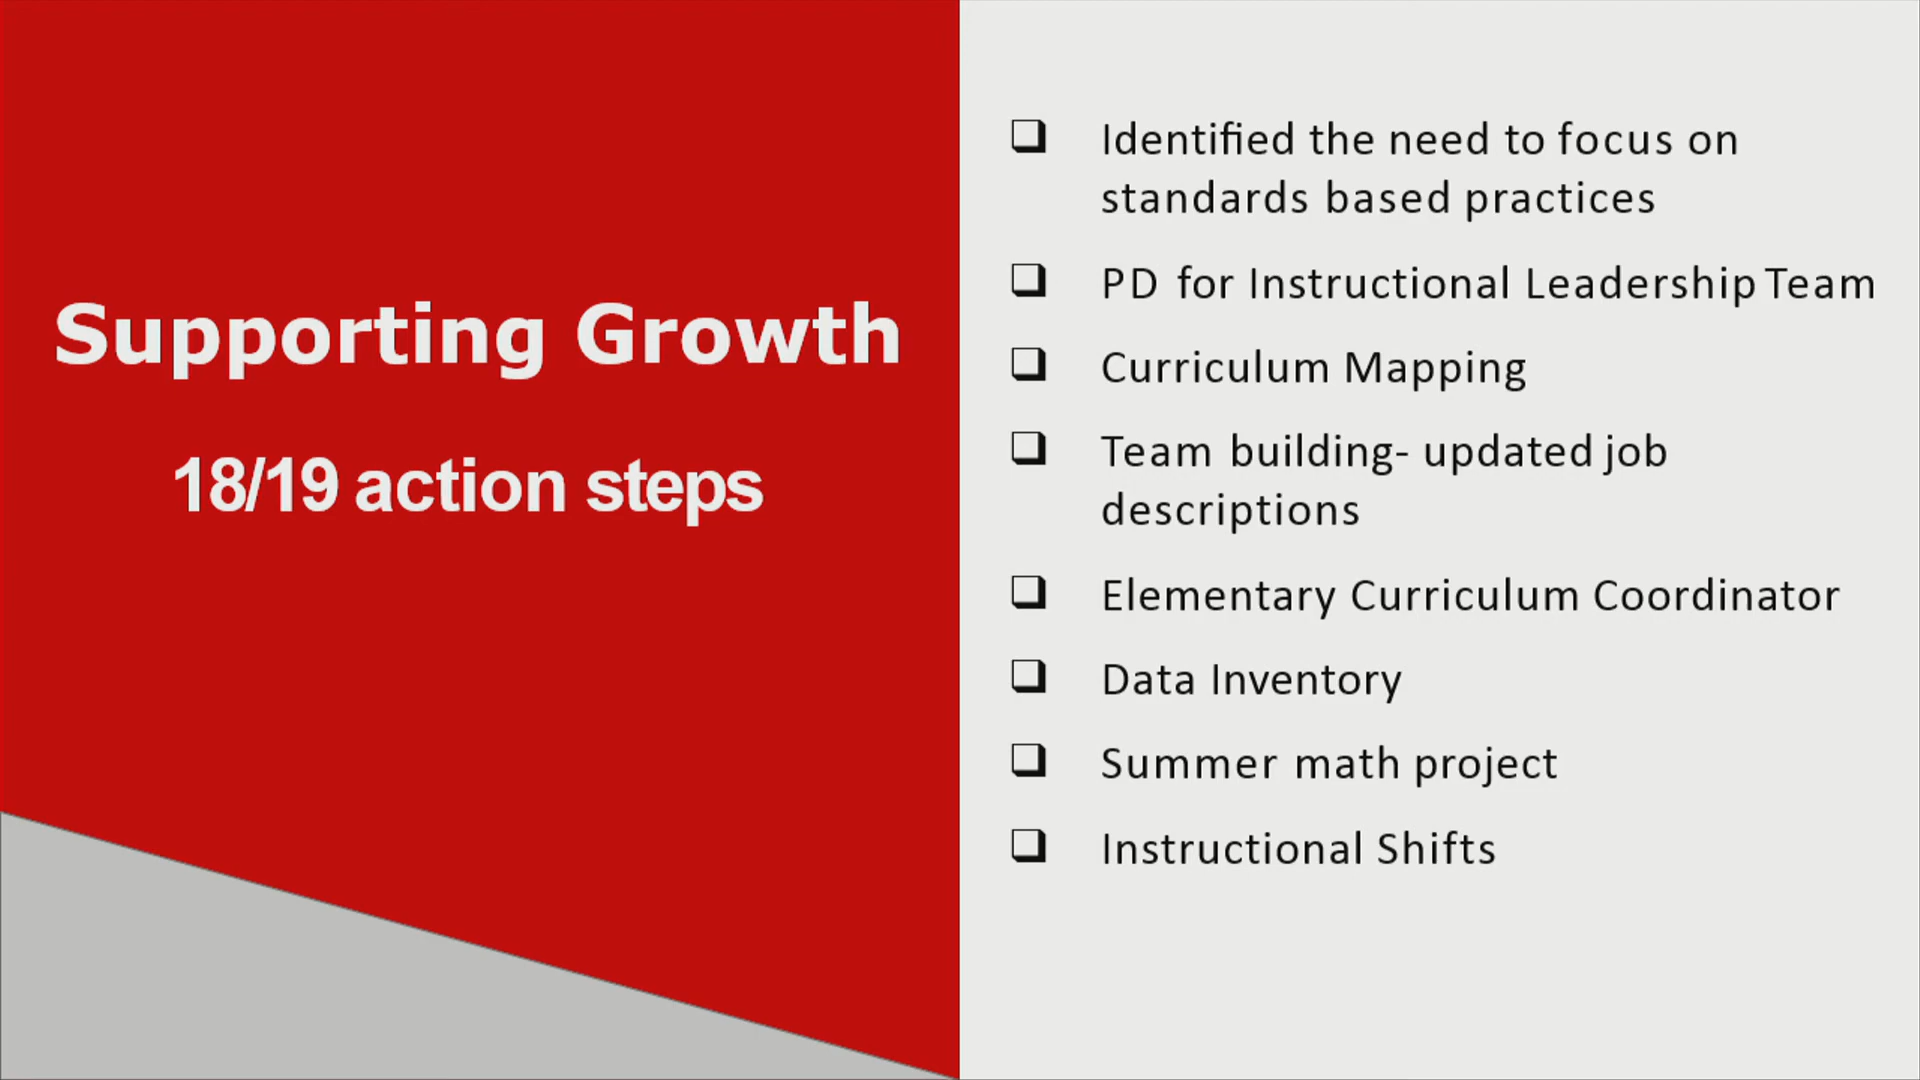 Supporting Growth
18/19 action steps
❑ Identified the need to focus on
standards based practices
❑ PD for Instructional Leadership Team
❑ Curriculum Mapping
❑ Team building- updated job
descriptions
❑ Elementary Curriculum Coordinator
❑ Data Inventory
❑ Summer math project
❑ Instructional Shifts